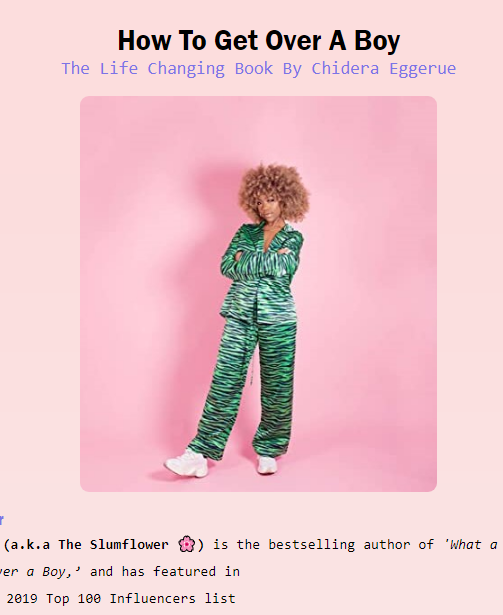 How To Get Over A Boy
The Life Changing Book By Chidera Eggerue
(a.k.a The Slumflower 🌸) is the bestselling author of 'What a
over a Boy,’ and has featured in
2019 Top 100 Influencers list